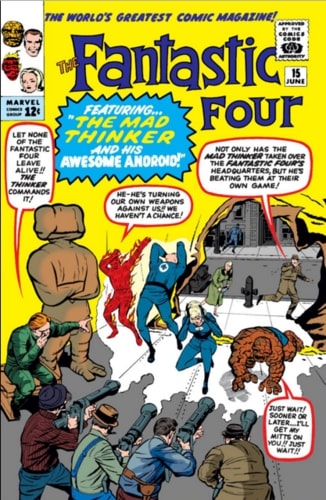 THE WORLD'S GREATEST COMIC MAGAZINE!
APPROVED
BY THE
COMICS
CODE
AUTHORITY
MARVEL
COMICS
GROUP
12¢
THE
Fantastic
Four
15
JUNE
FEATURING...
"THE MAD
THINKER
AND HIS
AWESOME ANDROID!"
LET NONE
OF THE
FANTASTIC
FOUR
LEAVE
ALIVE!!
THE
THINKER
COMMANDS
IT!
HE--HE'S TURNING
OUR OWN WEAPONS
AGAINST US! WE
HAVEN'T A CHANCE!
NOT ONLY HAS THE
MAD THINKER TAKEN OVER
THE FANTASTIC FOUR'S
HEADQUARTERS, BUT HE'S
BEATING THEM AT THEIR
OWN GAME!
JUST WAIT!
SOONER OR
LATER...I'LL
GET MY
MITTS ON
YOU!! JUST
WAIT!!